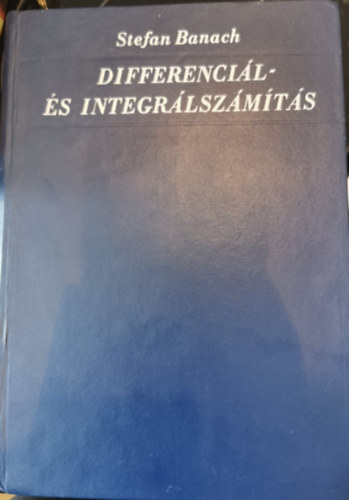 Stefan Banach
DIFFERENCIÁL-
ÉS INTEGRÁLSZÁMÍTÁS